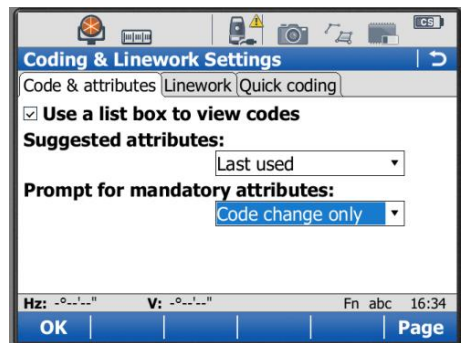 CS
Coding & Linework Settings
Code & attributes Linework Quick coding
Use a list box to view codes
Suggested attributes:
Last used
Prompt for mandatory attributes:
Code change only
Hz: -°--'--" V: -°--'--" Fn abc 16:34
OK Page